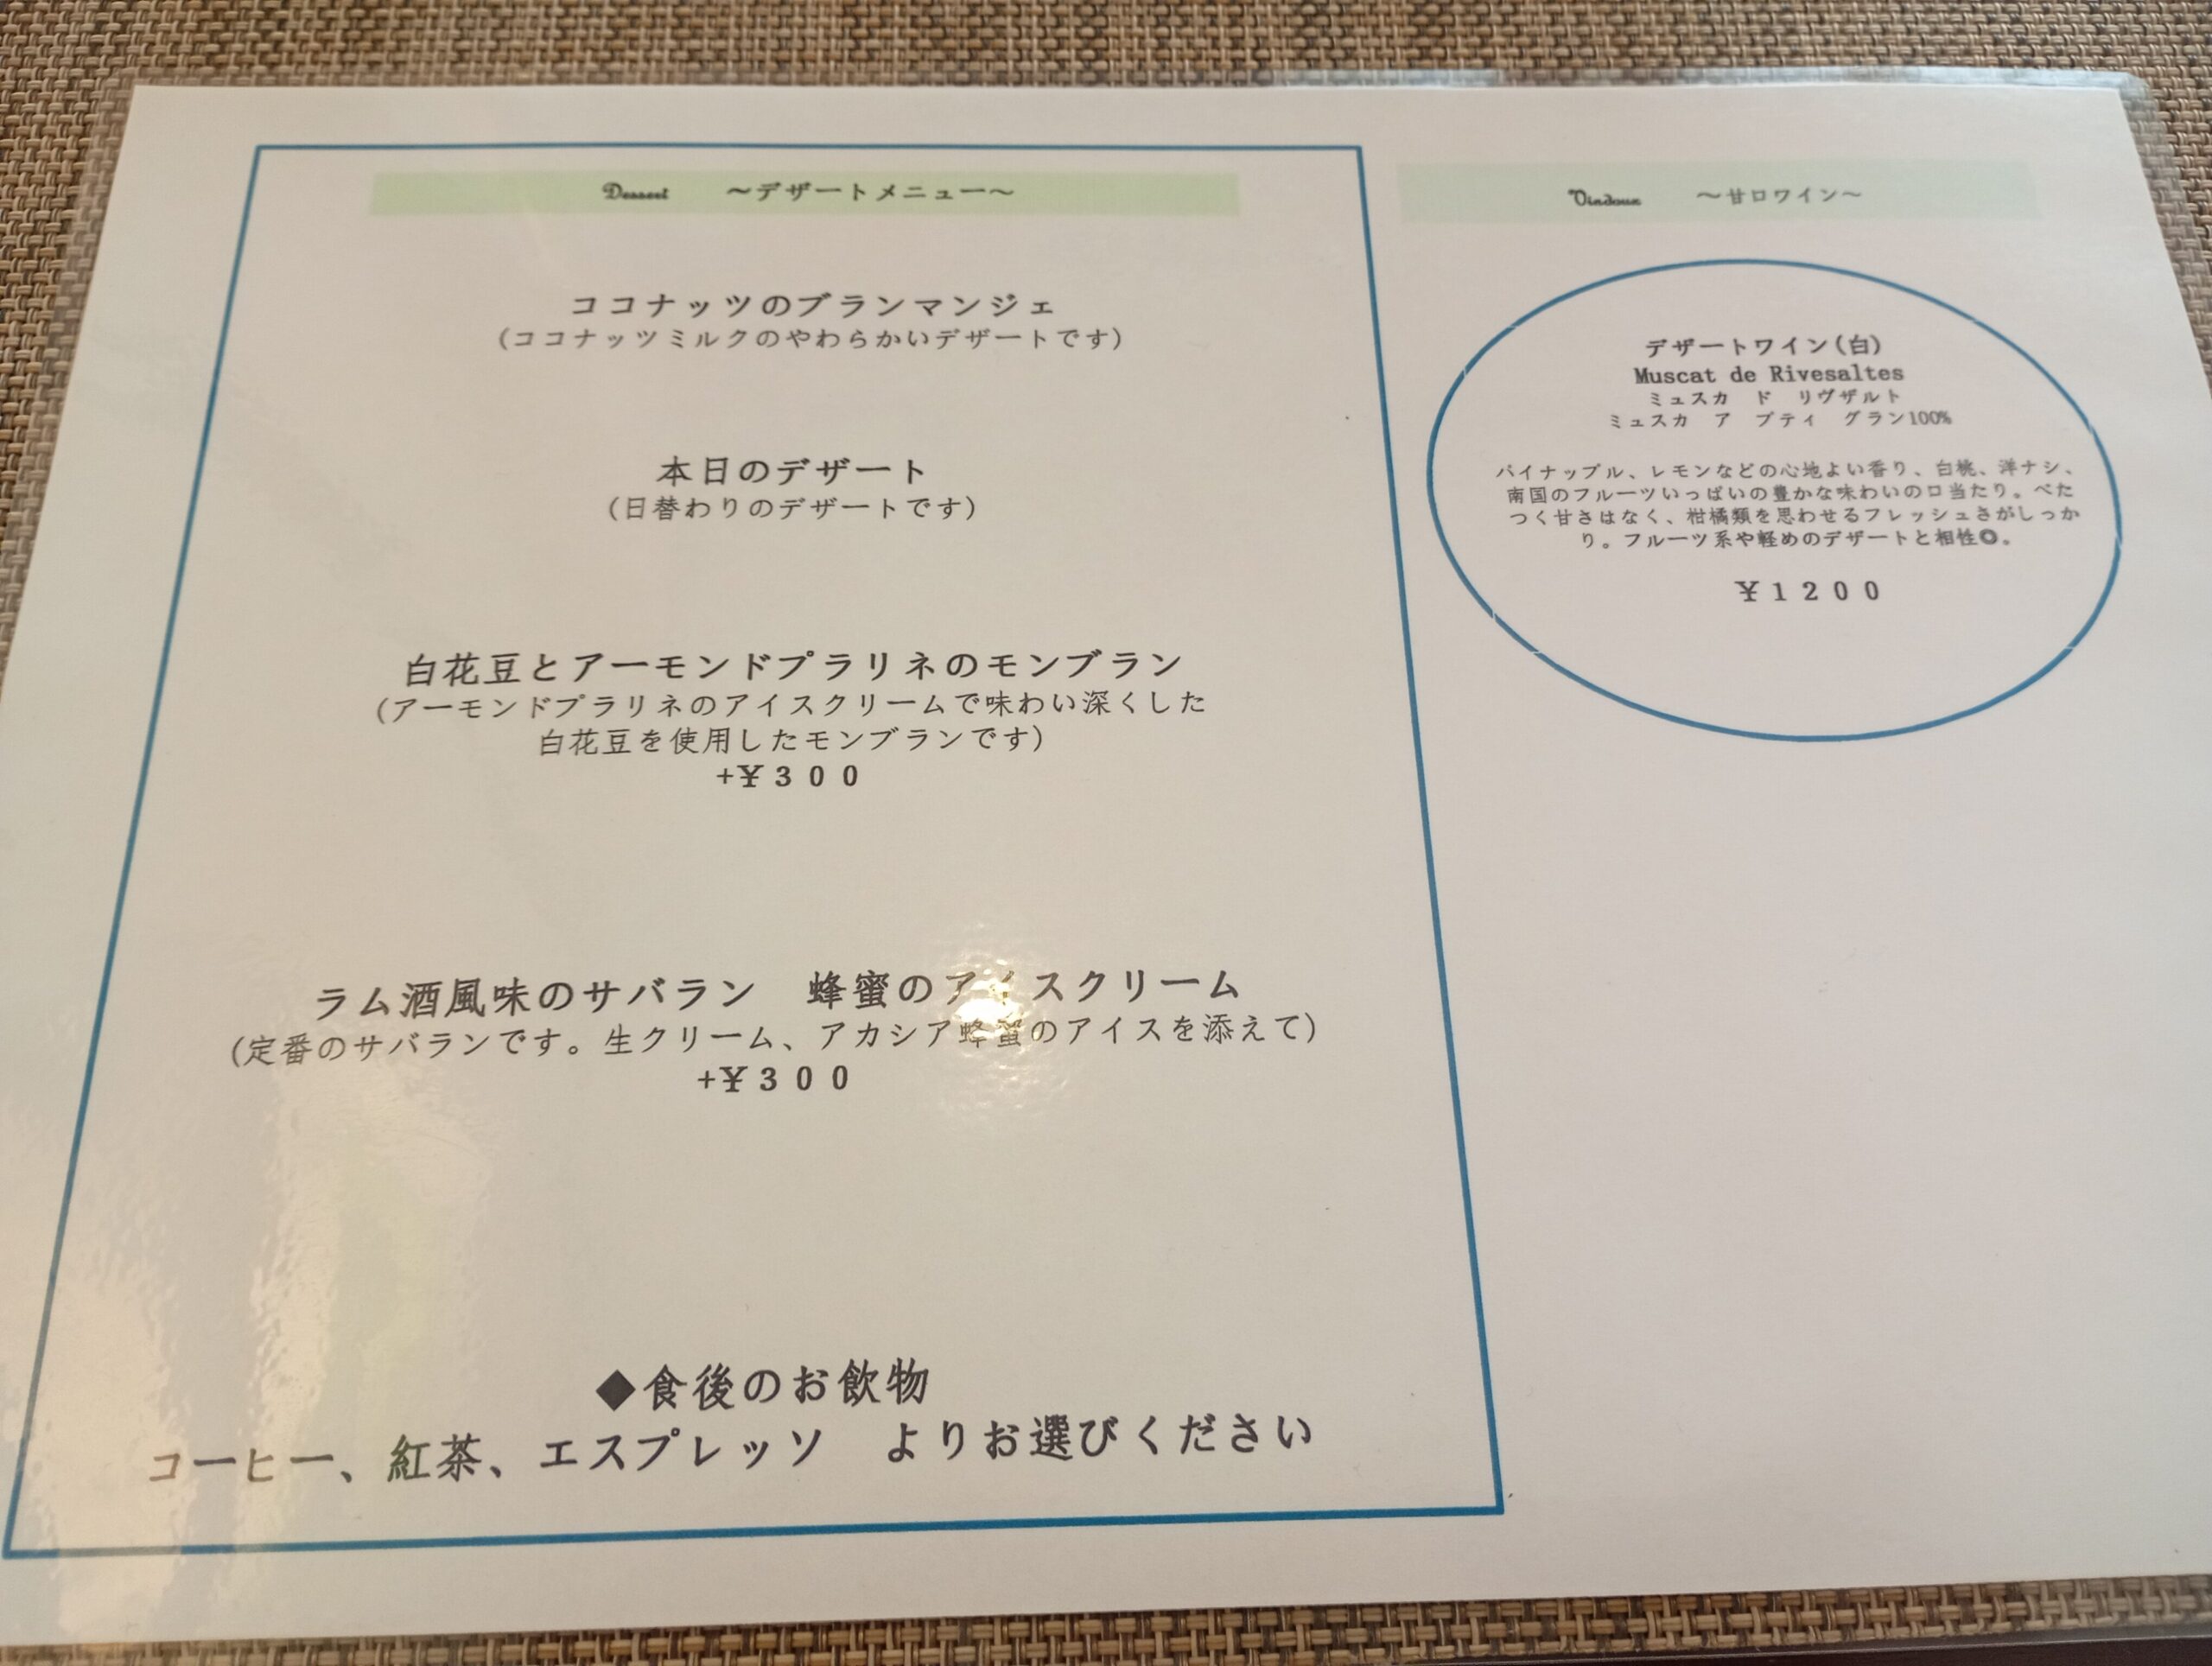 Dessert　～デザートメニュー～
ココナッツのブランマンジェ
(ココナッツミルクのやわらかいデザートです)
本日のデザート
(日替わりのデザートです)
白花豆とアーモンドプラリネのモンブラン
(アーモンドプラリネのアイスクリームで味わい深くした
白花豆を使用したモンブランです)
+¥300
ラム酒風味のサバラン　蜂蜜のアイスクリーム
(定番のサバランです。生クリーム、アカシア蜂蜜のアイスを添えて)
+¥300
◆食後のお飲物
コーヒー、紅茶、エスプレッソ　よりお選びください
Vindoux　～甘口ワイン～
デザートワイン(白)
Muscat de Rivesaltes
ミュスカ　ド　リヴザルト
ミュスカ　ア　プティ　グラン100%
パイナップル、レモンなどの心地よい香り、白桃、洋ナシ、
南国のフルーツいっぱいの豊かな味わいの口当たり。べた
つく甘さはなく、柑橘類を思わせるフレッシュさがしっか
り。フルーツ系や軽めのデザートと相性◎。
¥1200